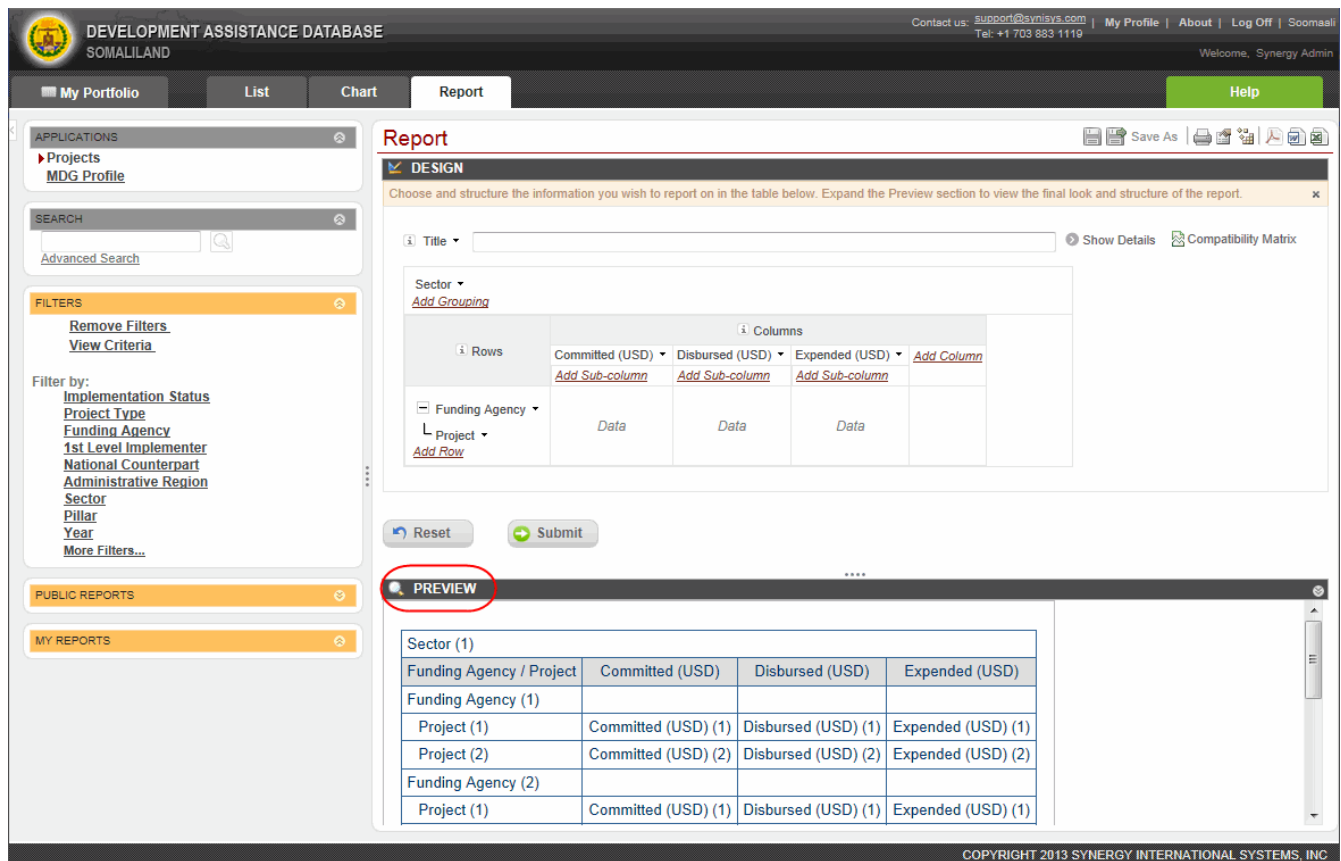 DEVELOPMENT ASSISTANCE DATABASE
SOMALILAND
Contact us: support@synisys.com | My Profile | About | Log Off | Soomaali
Tel: +1 703 883 1119
Welcome, Synergy Admin
My Portfolio List Chart Report Help
APPLICATIONS
Projects
MDG Profile
SEARCH
Advanced Search
FILTERS
Remove Filters
View Criteria
Filter by:
Implementation Status
Project Type
Funding Agency
1st Level Implementer
National Counterpart
Administrative Region
Sector
Pillar
Year
More Filters...
PUBLIC REPORTS
MY REPORTS
Report
Save As
DESIGN
Choose and structure the information you wish to report on in the table below. Expand the Preview section to view the final look and structure of the report.
Title Show Details Compatibility Matrix
Sector
Add Grouping
Columns
Rows
Committed (USD) Disbursed (USD) Expended (USD) Add Column
Add Sub-column Add Sub-column Add Sub-column
Funding Agency
Project
Add Row
Data Data Data
Reset Submit
PREVIEW
Sector (1)
Funding Agency / Project Committed (USD) Disbursed (USD) Expended (USD)
Funding Agency (1)
Project (1) Committed (USD) (1) Disbursed (USD) (1) Expended (USD) (1)
Project (2) Committed (USD) (2) Disbursed (USD) (2) Expended (USD) (2)
Funding Agency (2)
Project (1) Committed (USD) (1) Disbursed (USD) (1) Expended (USD) (1)
COPYRIGHT 2013 SYNERGY INTERNATIONAL SYSTEMS, INC